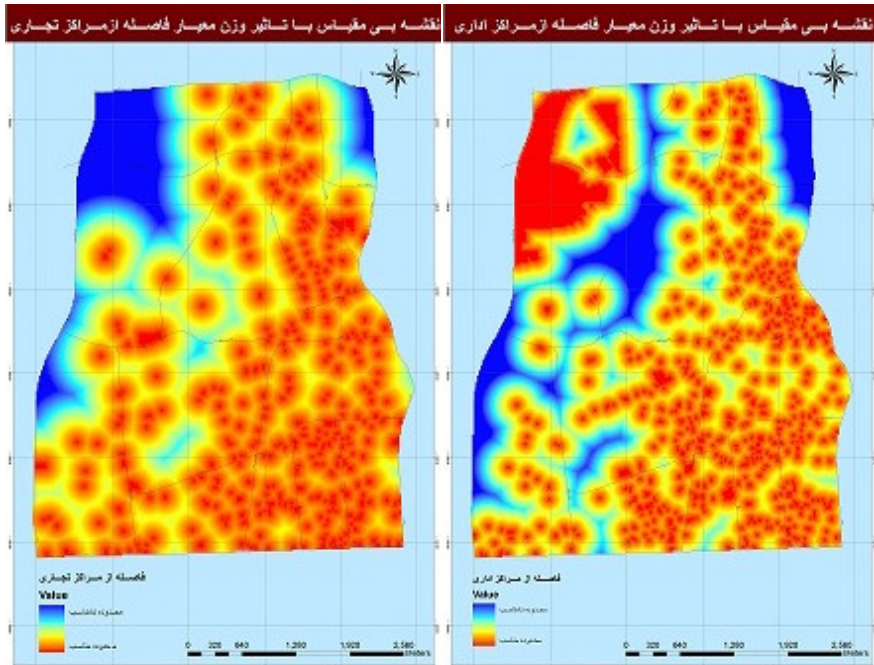 نقشه بی مقیاس با تاثیر وزن معیار فاصله ازمراکز تجاری
نقشه بی مقیاس با تاثیر وزن معیار فاصله ازمراکز اداری
فاصله از مراکز تجاری
Value
محدوده نامناسب
محدوده مناسب
0 320 640 1,280 1,920 2,560
Meters
فاصله از مراکز اداری
Value
محدوده نامناسب
محدوده مناسب
0 320 640 1,280 1,920 2,560
Meters